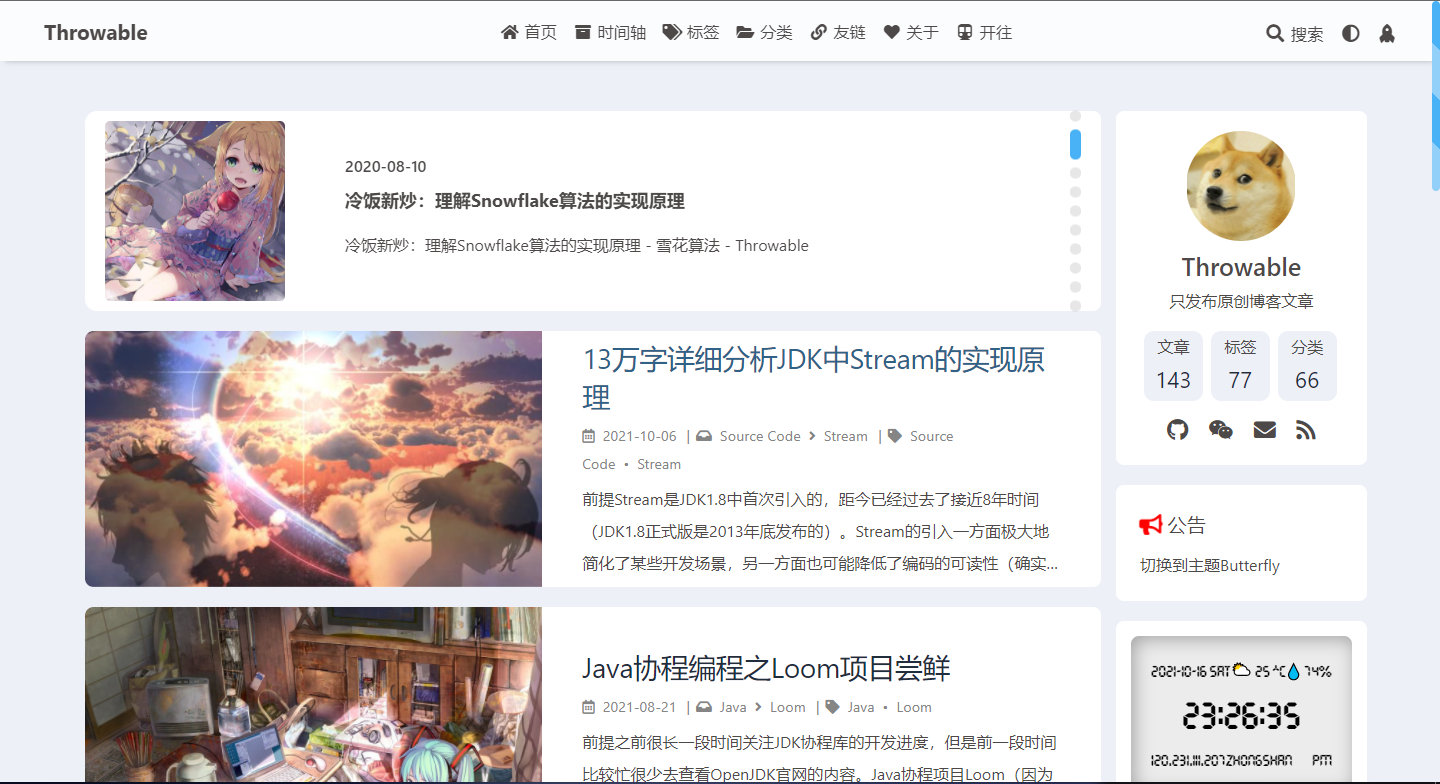 Throwable
首页 时间轴 标签 分类 友链 关于 开往
搜索
2020-08-10
冷饭新炒：理解Snowflake算法的实现原理
冷饭新炒：理解Snowflake算法的实现原理 - 雪花算法 - Throwable
13万字详细分析JDK中Stream的实现原
理
2021-10-06 | Source Code > Stream | Source
Code • Stream
前提Stream是JDK1.8中首次引入的，距今已经过去了接近8年时间
（JDK1.8正式版是2013年底发布的）。Stream的引入一方面极大地
简化了某些开发场景，另一方面也可能降低了编码的可读性（确实...
Java协程编程之Loom项目尝鲜
2021-08-21 | Java > Loom | Java • Loom
前提之前很长一段时间关注JDK协程库的开发进度，但是前一段时间
比较忙很少去查看OpenJDK官网的内容。Java协程项目Loom（因为
Throwable
只发布原创博客文章
文章 标签 分类
143 77 66
公告
切换到主题Butterfly
2021-10-16 SAT 25 ℃ 74%
23:26:35
120.231.111.207 ZHONGSHAN PM